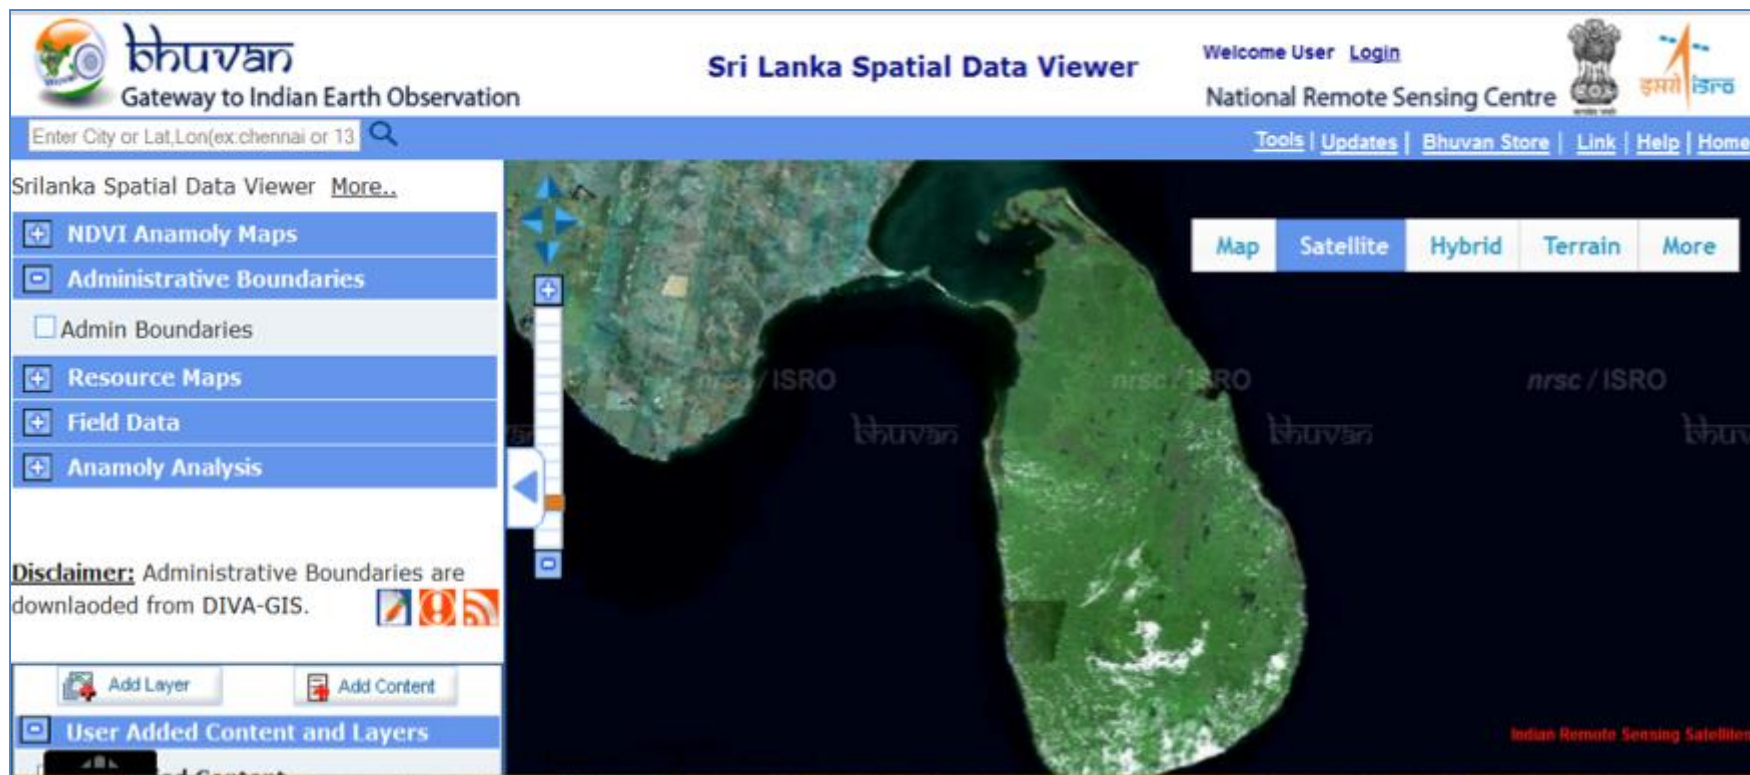 bhuvan
Gateway to Indian Earth Observation
Sri Lanka Spatial Data Viewer
Welcome User Login
National Remote Sensing Centre
इसरो isro
Enter City or Lat,Lon(ex:chennai or 13
Tools | Updates | Bhuvan Store | Link | Help | Home
Srilanka Spatial Data Viewer More..
NDVI Anamoly Maps
Administrative Boundaries
Admin Boundaries
Resource Maps
Field Data
Anamoly Analysis
Disclaimer: Administrative Boundaries are
downlaoded from DIVA-GIS.
Add Layer Add Content
User Added Content and Layers
Content
Map Satellite Hybrid Terrain More
nrsc / ISRO nrsc / ISRO nrsc / ISRO
bhuvan bhuvan bhuv
Indian Remote Sensing Satellites